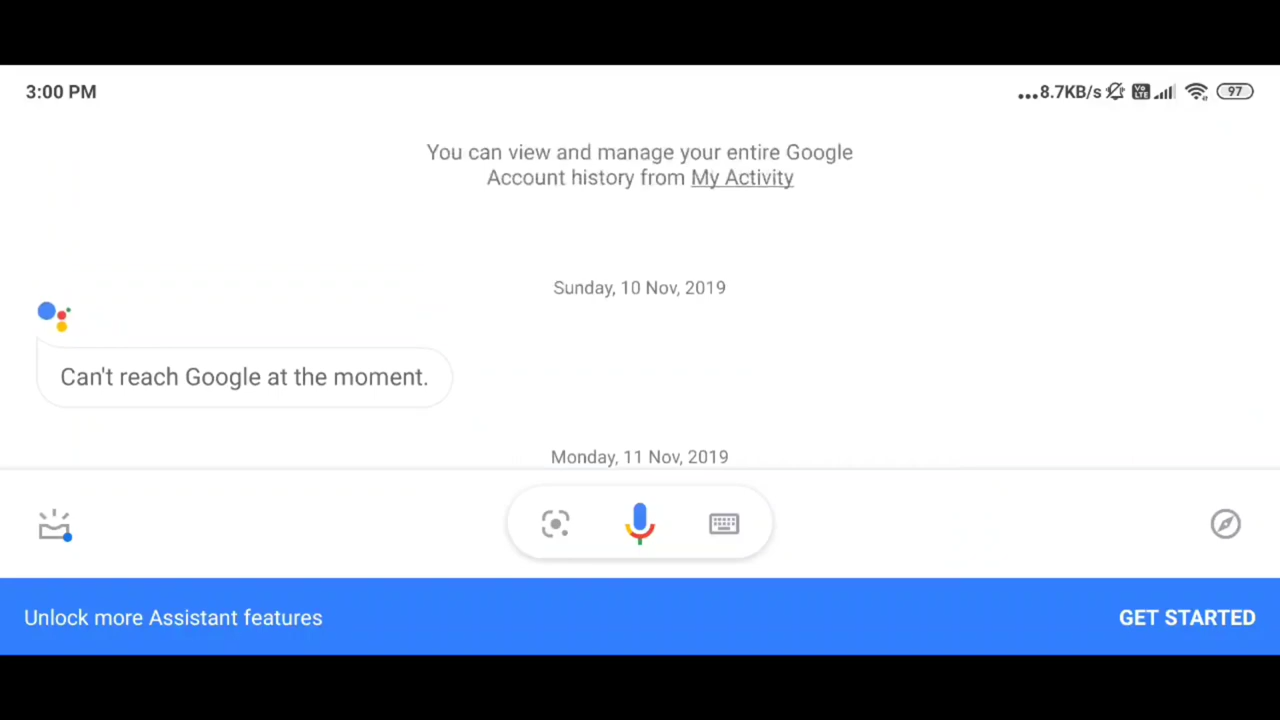 3:00 PM
...8.7KB/s Vo LTE 97
You can view and manage your entire Google
Account history from My Activity
Sunday, 10 Nov, 2019
Can't reach Google at the moment.
Monday, 11 Nov, 2019
Unlock more Assistant features
GET STARTED